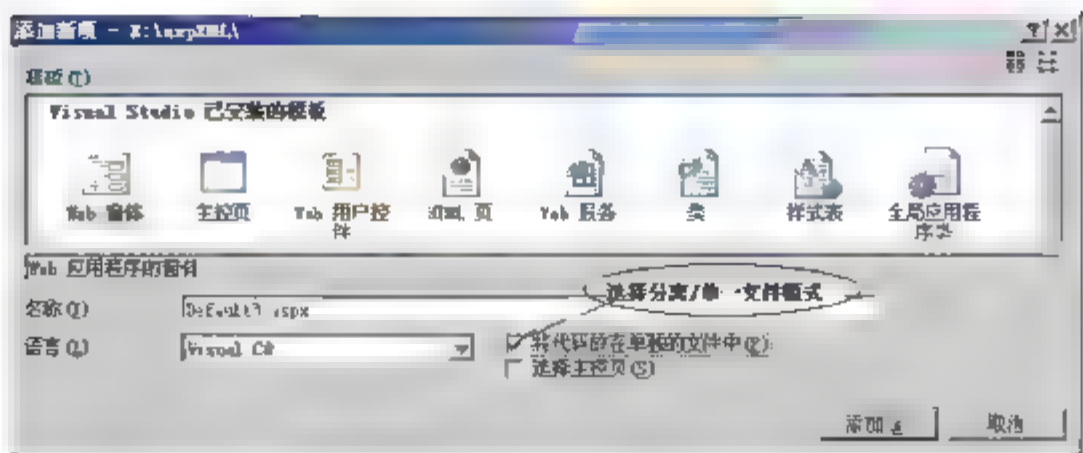 添加新项 - E:\aspXML\
模板(T)
Visual Studio 已安装的模板
Web 窗体 主控页 Web 用户控件 HTML 页 Web 服务 类 样式表 全局应用程序类
Web 应用程序的窗体
选择分离/单一文件模式
名称(N) Default3.aspx
语言(L) Visual C#
将代码放在单独的文件中(P)
选择主控页(S)
添加(A) 取消